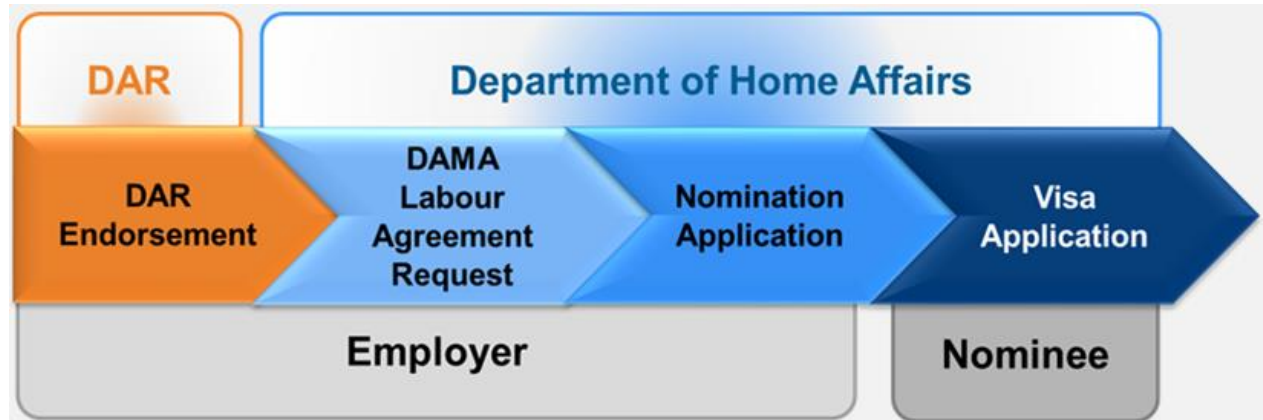 DAR
Department of Home Affairs
DAR
Endorsement
DAMA
Labour
Agreement
Request
Nomination
Application
Visa
Application
Employer
Nominee